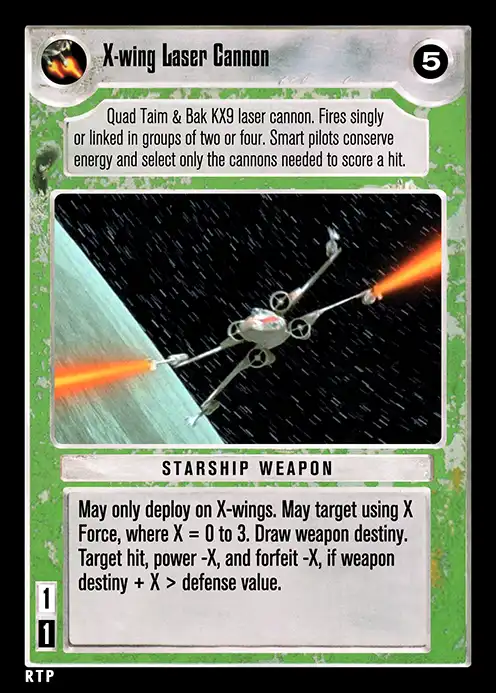 X-wing Laser Cannon
5
Quad Taim & Bak KX9 laser cannon. Fires singly
or linked in groups of two or four. Smart pilots conserve
energy and select only the cannons needed to score a hit.
STARSHIP WEAPON
May only deploy on X-wings. May target using X
Force, where X = 0 to 3. Draw weapon destiny.
Target hit, power -X, and forfeit -X, if weapon
destiny + X > defense value.
1
1
RTP